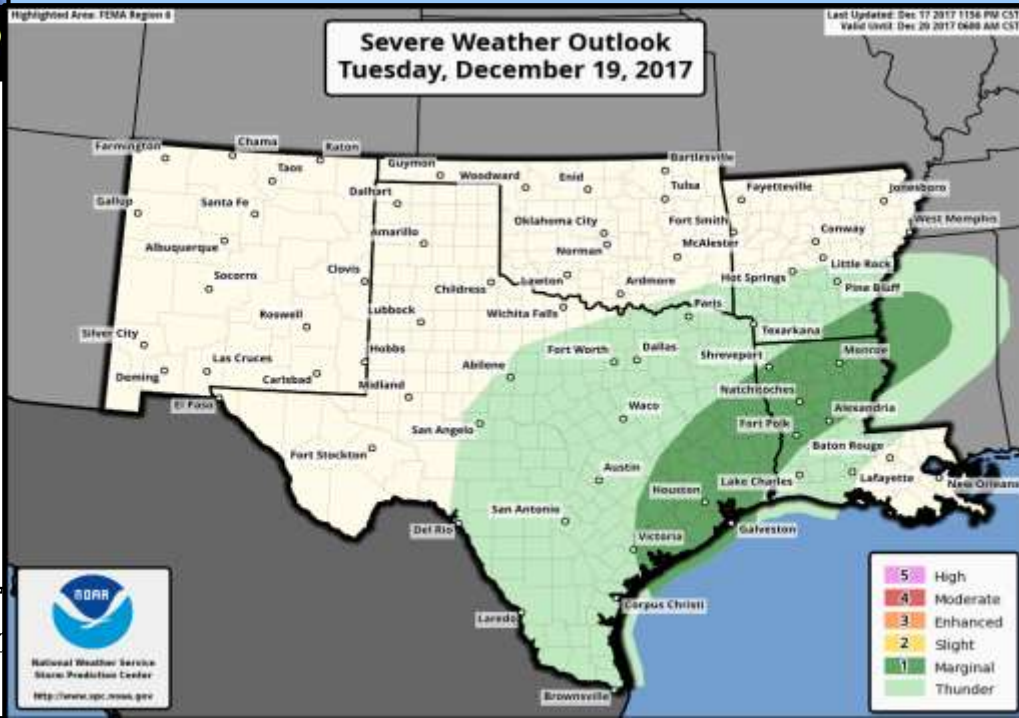 Highlighted Area: FEMA Region 6
Last Updated: Dec 17 2017 1156 PM CST
Valid Until: Dec 20 2017 0600 AM CST
Severe Weather Outlook
Tuesday, December 19, 2017
Farmington
Chama
Raton
Guymon
Bartlesville
Taos
Woodward
Enid
Tulsa
Fayetteville
Jonesboro
Dalhart
Gallup
Santa Fe
Oklahoma City
Fort Smith
West Memphis
Amarillo
Conway
Albuquerque
Norman
McAlester
Socorro
Clovis
Little Rock
Childress
Lawton
Ardmore
Hot Springs
Pine Bluff
Roswell
Lubbock
Wichita Falls
Paris
Silver City
Texarkana
Las Cruces
Hobbs
Fort Worth
Dallas
Shreveport
Monroe
Abilene
Deming
Carlsbad
Midland
Natchitoches
El Paso
Waco
Alexandria
San Angelo
Fort Polk
Baton Rouge
Fort Stockton
Austin
Lake Charles
Lafayette
New Orleans
Houston
San Antonio
Del Rio
Galveston
Victoria
Corpus Christi
Laredo
Brownsville
NOAA
National Weather Service
Storm Prediction Center
http://www.spc.noaa.gov
5 High
4 Moderate
3 Enhanced
2 Slight
1 Marginal
Thunder